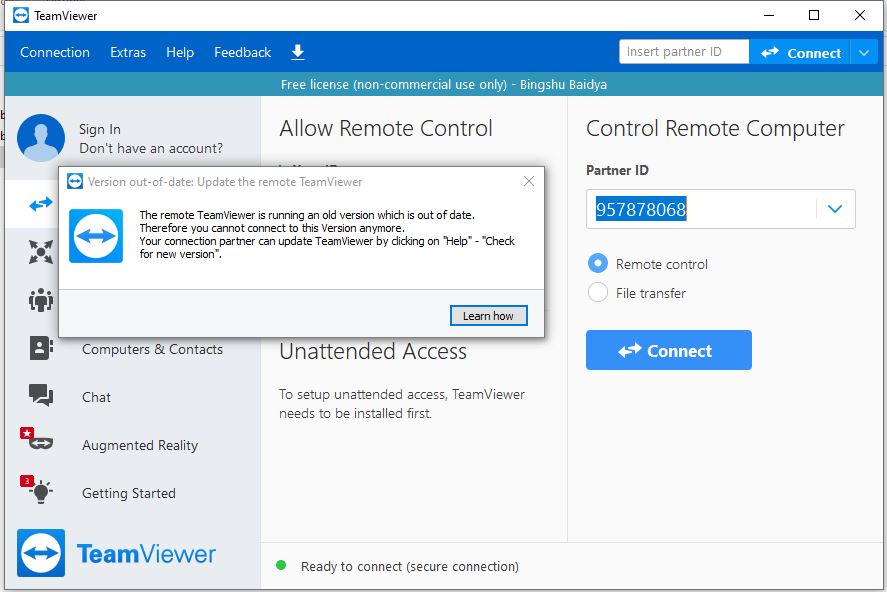 TeamViewer
Connection Extras Help Feedback
Insert partner ID
Connect
Free license (non-commercial use only) - Bingshu Baidya
Sign In
Don't have an account?
Allow Remote Control
Version out-of-date: Update the remote TeamViewer
The remote TeamViewer is running an old version which is out of date.
Therefore you cannot connect to this Version anymore.
Your connection partner can update TeamViewer by clicking on "Help" - "Check
for new version".
Learn how
Computers & Contacts
Chat
Augmented Reality
3
Getting Started
TeamViewer
Unattended Access
To setup unattended access, TeamViewer
needs to be installed first.
Control Remote Computer
Partner ID
957878068
Remote control
File transfer
Connect
Ready to connect (secure connection)